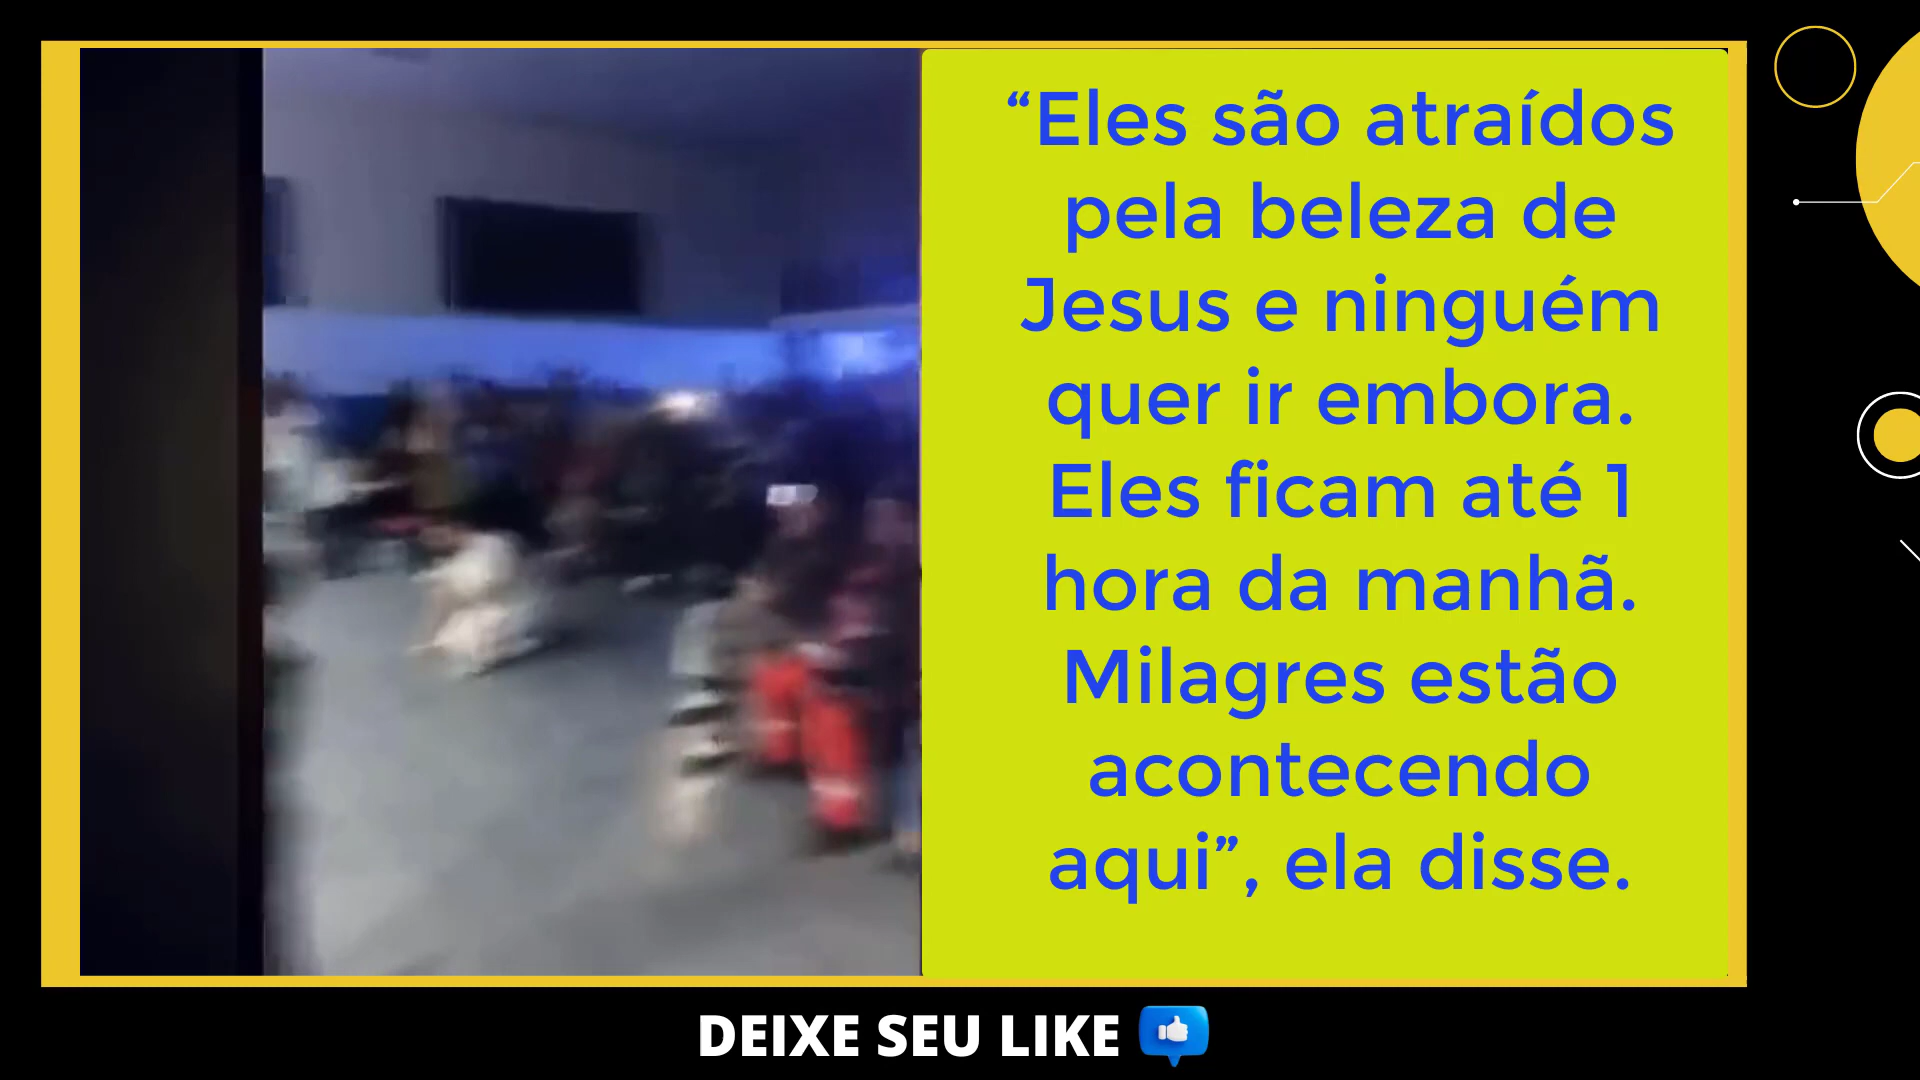 “Eles são atraídos
pela beleza de
Jesus e ninguém
quer ir embora.
Eles ficam até 1
hora da manhã.
Milagres estão
acontecendo
aqui”, ela disse.
DEIXE SEU LIKE